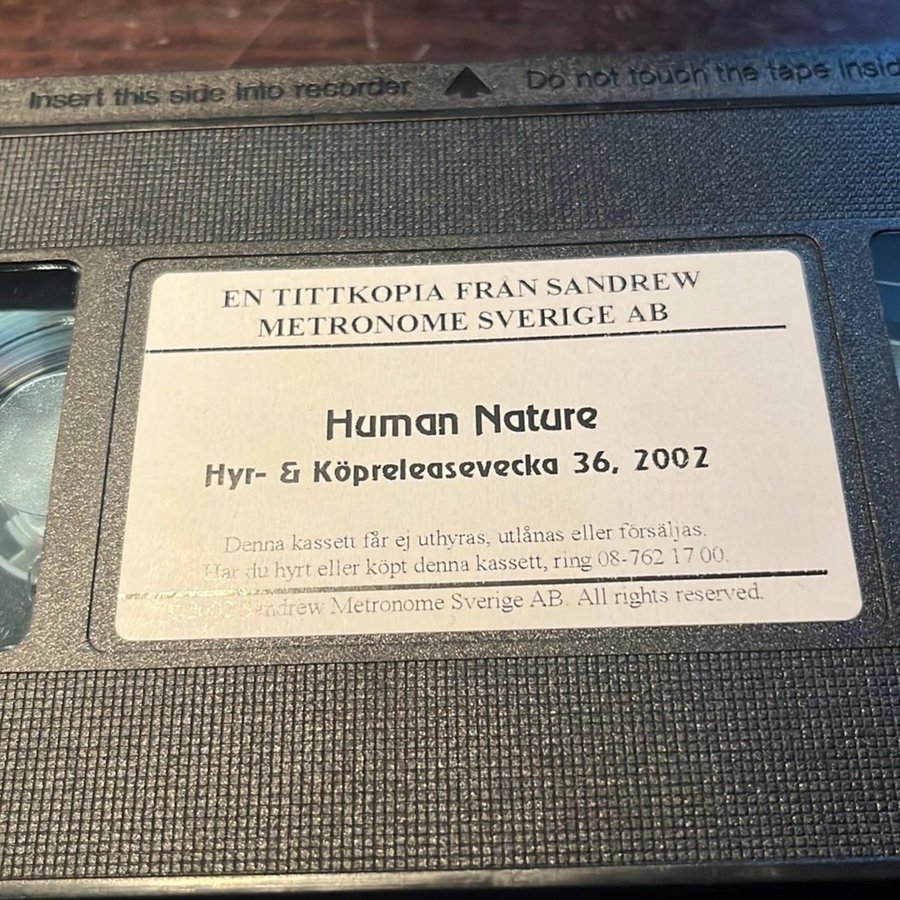 Insert this side into recorder Do not touch the tape insid
EN TITTKOPIA FRÅN SANDREW
METRONOME SVERIGE AB
Human Nature
Hyr- & Köpreleasevecka 36, 2002
Denna kassett får ej uthyras, utlånas eller försäljas.
Har du hyrt eller köpt denna kassett, ring 08-762 17 00.
2002 Sandrew Metronome Sverige AB. All rights reserved.